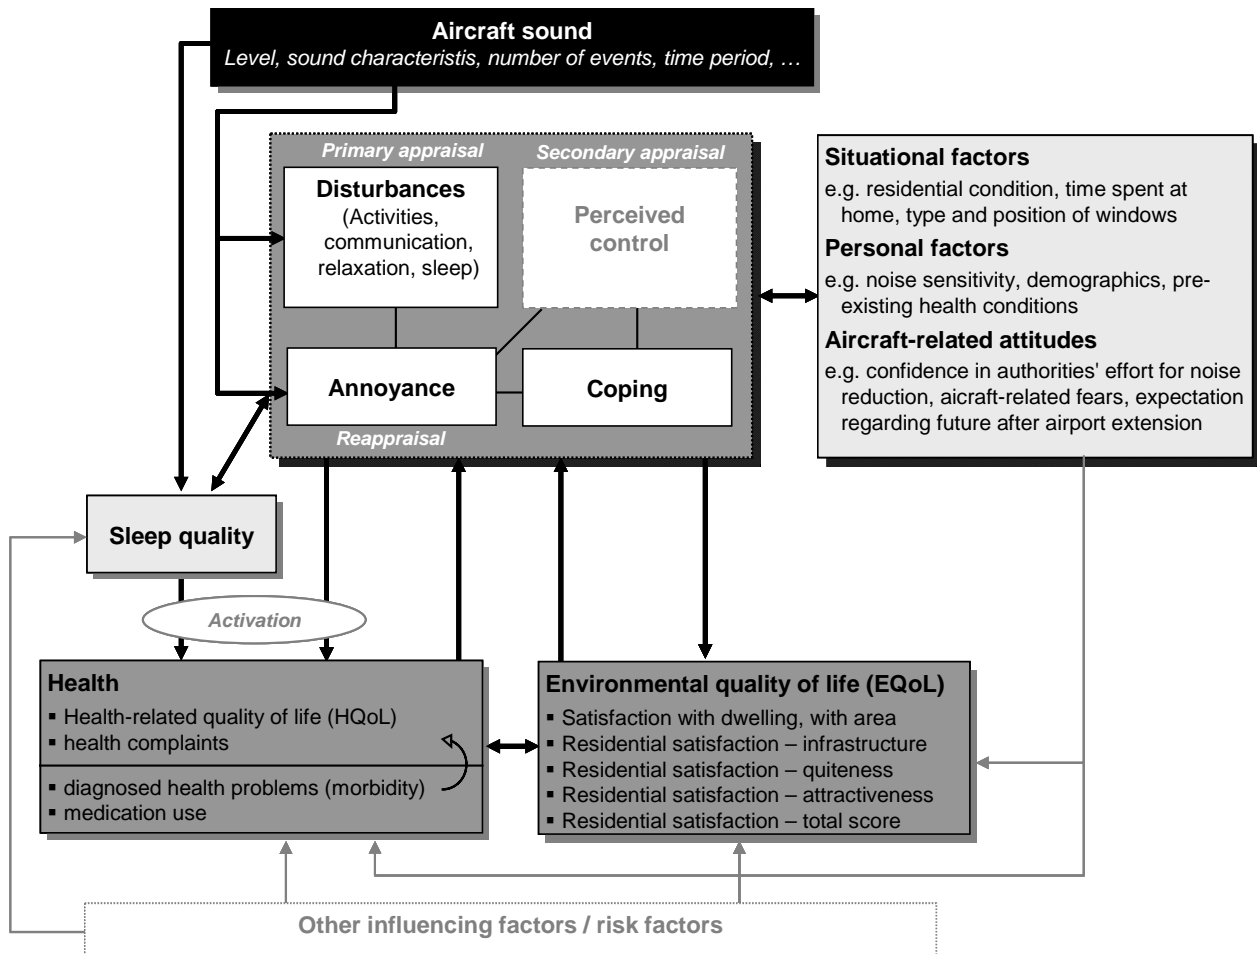 Aircraft sound
Level, sound characteristis, number of events, time period, …
Primary appraisal
Secondary appraisal
Disturbances
(Activities,
communication,
relaxation, sleep)
Perceived
control
Annoyance
Coping
Reappraisal
Situational factors
e.g. residential condition, time spent at
home, type and position of windows
Personal factors
e.g. noise sensitivity, demographics, pre-
existing health conditions
Aircraft-related attitudes
e.g. confidence in authorities' effort for noise
reduction, aicraft-related fears, expectation
regarding future after airport extension
Sleep quality
Activation
Health
▪ Health-related quality of life (HQoL)
▪ health complaints
▪ diagnosed health problems (morbidity)
▪ medication use
Environmental quality of life (EQoL)
▪ Satisfaction with dwelling, with area
▪ Residential satisfaction – infrastructure
▪ Residential satisfaction – quiteness
▪ Residential satisfaction – attractiveness
▪ Residential satisfaction – total score
Other influencing factors / risk factors